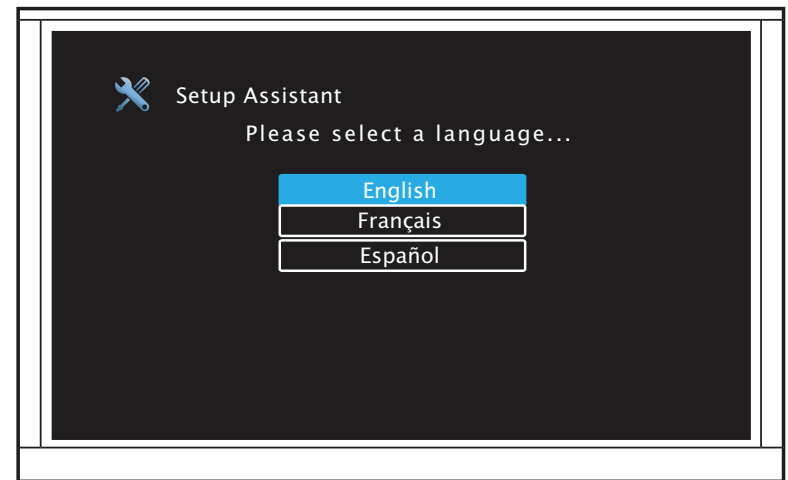 Setup Assistant
Please select a language...
English
Français
Español